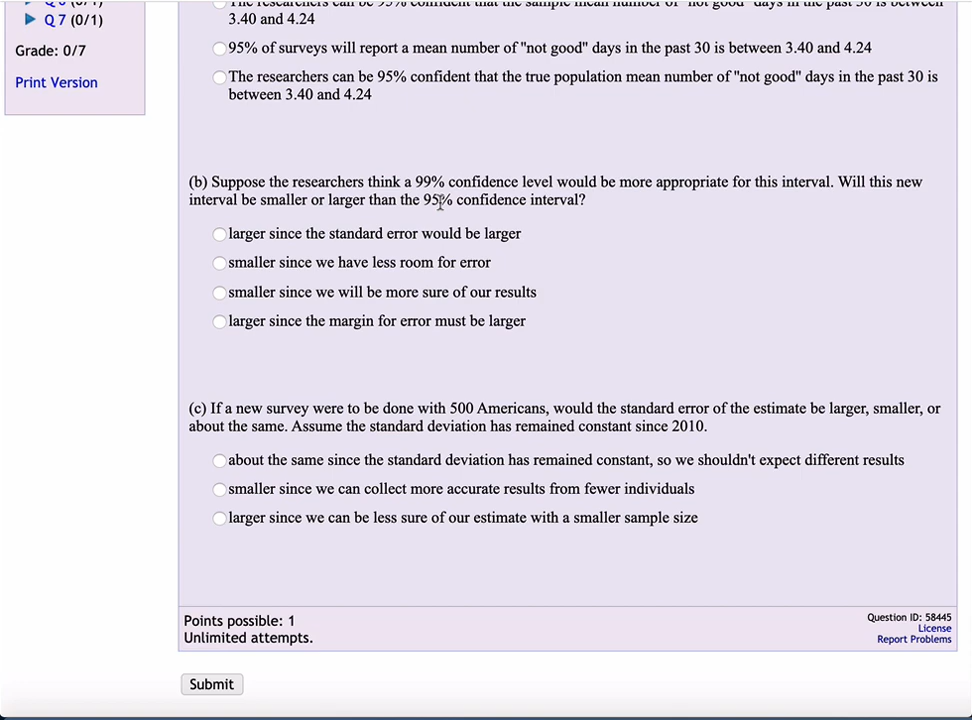 Q 7 (0/1)
Grade: 0/7
Print Version
3.40 and 4.24
95% of surveys will report a mean number of "not good" days in the past 30 is between 3.40 and 4.24
The researchers can be 95% confident that the true population mean number of "not good" days in the past 30 is
between 3.40 and 4.24
(b) Suppose the researchers think a 99% confidence level would be more appropriate for this interval. Will this new
interval be smaller or larger than the 95% confidence interval?
larger since the standard error would be larger
smaller since we have less room for error
smaller since we will be more sure of our results
larger since the margin for error must be larger
(c) If a new survey were to be done with 500 Americans, would the standard error of the estimate be larger, smaller, or
about the same. Assume the standard deviation has remained constant since 2010.
about the same since the standard deviation has remained constant, so we shouldn't expect different results
smaller since we can collect more accurate results from fewer individuals
larger since we can be less sure of our estimate with a smaller sample size
Points possible: 1
Unlimited attempts.
Question ID: 58445
License
Report Problems
Submit